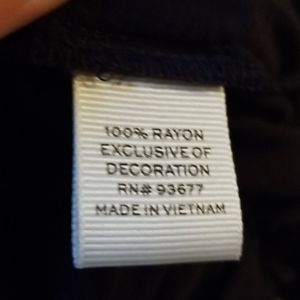 100% RAYON
EXCLUSIVE OF
DECORATION
RN# 93677
MADE IN VIETNAM